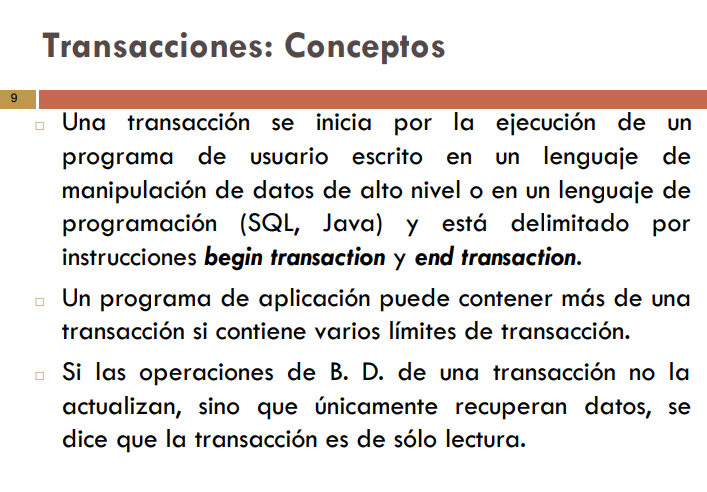 Transacciones: Conceptos
9
Una transacción se inicia por la ejecución de un
programa de usuario escrito en un lenguaje de
manipulación de datos de alto nivel o en un lenguaje de
programación (SQL, Java) y está delimitado por
instrucciones begin transaction y end transaction.
Un programa de aplicación puede contener más de una
transacción si contiene varios límites de transacción.
Si las operaciones de B. D. de una transacción no la
actualizan, sino que únicamente recuperan datos, se
dice que la transacción es de sólo lectura.